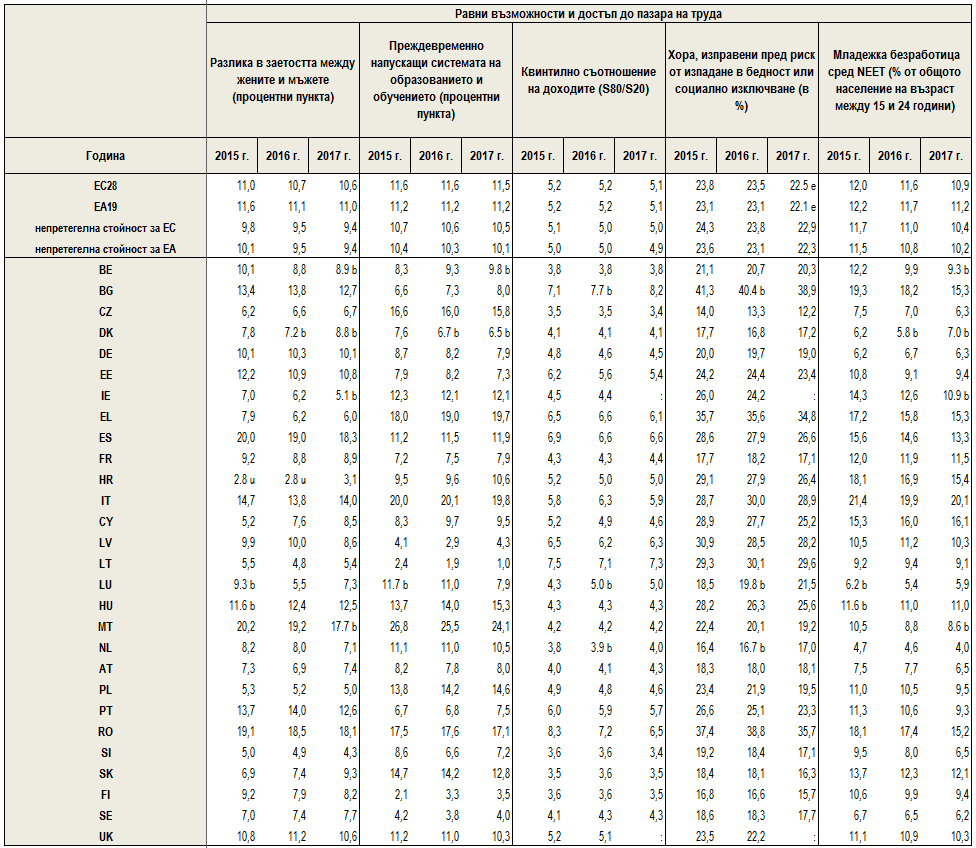 Равни възможности и достъп до пазара на труда
Разлика в заетостта между жените и мъжете (процентни пункта)
Преждевременно напускащи системата на образованието и обучението (процентни пункта)
Квинтилно съотношение на доходите (S80/S20)
Хора, изправени пред риск от изпадане в бедност или социално изключване (в %)
Младежка безработица сред NEET (% от общото население на възраст между 15 и 24 години)
Година 2015 г. 2016 г. 2017 г. 2015 г. 2016 г. 2017 г. 2015 г. 2016 г. 2017 г. 2015 г. 2016 г. 2017 г. 2015 г. 2016 г. 2017 г.
ЕС28 11,0 10,7 10,6 11,6 11,6 11,5 5,2 5,2 5,1 23,8 23,5 22.5 e 12,0 11,6 10,9
EA19 11,6 11,1 11,0 11,2 11,2 11,2 5,2 5,2 5,1 23,1 23,1 22.1 e 12,2 11,7 11,2
непретегелна стойност за ЕС 9,8 9,5 9,4 10,7 10,6 10,5 5,1 5,0 5,0 24,3 23,8 22,9 11,7 11,0 10,4
непретегелна стойност за ЕА 10,1 9,5 9,4 10,4 10,3 10,1 5,0 5,0 4,9 23,6 23,1 22,3 11,5 10,8 10,2
BE 10,1 8,8 8.9 b 8,3 9,3 9.8 b 3,8 3,8 3,8 21,1 20,7 20,3 12,2 9,9 9.3 b
BG 13,4 13,8 12,7 6,6 7,3 8,0 7,1 7.7 b 8,2 41,3 40.4 b 38,9 19,3 18,2 15,3
CZ 6,2 6,6 6,7 16,6 16,0 15,8 3,5 3,5 3,4 14,0 13,3 12,2 7,5 7,0 6,3
DK 7,8 7.2 b 8.8 b 7,6 6.7 b 6.5 b 4,1 4,1 4,1 17,7 16,8 17,2 6,2 5.8 b 7.0 b
DE 10,1 10,3 10,1 8,7 8,2 7,9 4,8 4,6 4,5 20,0 19,7 19,0 6,2 6,7 6,3
EE 12,2 10,9 10,8 7,9 8,2 7,3 6,2 5,6 5,4 24,2 24,4 23,4 10,8 9,1 9,4
IE 7,0 6,2 5.1 b 12,3 12,1 12,1 4,5 4,4 : 26,0 24,2 : 14,3 12,6 10.9 b
EL 7,9 6,2 6,0 18,0 19,0 19,7 6,5 6,6 6,1 35,7 35,6 34,8 17,2 15,8 15,3
ES 20,0 19,0 18,3 11,2 11,5 11,9 6,9 6,6 6,6 28,6 27,9 26,6 15,6 14,6 13,3
FR 9,2 8,8 8,9 7,2 7,5 7,9 4,3 4,3 4,4 17,7 18,2 17,1 12,0 11,9 11,5
HR 2.8 u 2.8 u 3,1 9,5 9,6 10,6 5,2 5,0 5,0 29,1 27,9 26,4 18,1 16,9 15,4
IT 14,7 13,8 14,0 20,0 20,1 19,8 5,8 6,3 5,9 28,7 30,0 28,9 21,4 19,9 20,1
CY 5,2 7,6 8,5 8,3 9,7 9,5 5,2 4,9 4,6 28,9 27,7 25,2 15,3 16,0 16,1
LV 9,9 10,0 8,6 4,1 2,9 4,3 6,5 6,2 6,3 30,9 28,5 28,2 10,5 11,2 10,3
LT 5,5 4,8 5,4 2,4 1,9 1,0 7,5 7,1 7,3 29,3 30,1 29,6 9,2 9,4 9,1
LU 9.3 b 5,5 7,3 11.7 b 11,0 7,9 4,3 5.0 b 5,0 18,5 19.8 b 21,5 6.2 b 5,4 5,9
HU 11.6 b 12,4 12,5 13,7 14,0 15,3 4,3 4,3 4,3 28,2 26,3 25,6 11.6 b 11,0 11,0
MT 20,2 19,2 17.7 b 26,8 25,5 24,1 4,2 4,2 4,2 22,4 20,1 19,2 10,5 8,8 8.6 b
NL 8,2 8,0 7,1 11,1 11,0 10,5 3,8 3.9 b 4,0 16,4 16.7 b 17,0 4,7 4,6 4,0
AT 7,3 6,9 7,4 8,2 7,8 8,0 4,0 4,1 4,3 18,3 18,0 18,1 7,5 7,7 6,5
PL 5,3 5,2 5,0 13,8 14,2 14,6 4,9 4,8 4,6 23,4 21,9 19,5 11,0 10,5 9,5
PT 13,7 14,0 12,6 6,7 6,8 7,5 6,0 5,9 5,7 26,6 25,1 23,3 11,3 10,6 9,3
RO 19,1 18,5 18,1 17,5 17,6 17,1 8,3 7,2 6,5 37,4 38,8 35,7 18,1 17,4 15,2
SI 5,0 4,9 4,3 8,6 6,6 7,2 3,6 3,6 3,4 19,2 18,4 17,1 9,5 8,0 6,5
SK 6,9 7,4 9,3 14,7 14,2 12,8 3,5 3,6 3,5 18,4 18,1 16,3 13,7 12,3 12,1
FI 9,2 7,9 8,2 2,1 3,3 3,5 3,6 3,6 3,5 16,8 16,6 15,7 10,6 9,9 9,4
SE 7,0 7,4 7,7 4,2 3,8 4,0 4,1 4,3 4,3 18,6 18,3 17,7 6,7 6,5 6,2
UK 10,8 11,2 10,6 11,2 11,0 10,3 5,2 5,1 : 23,5 22,2 : 11,1 10,9 10,3